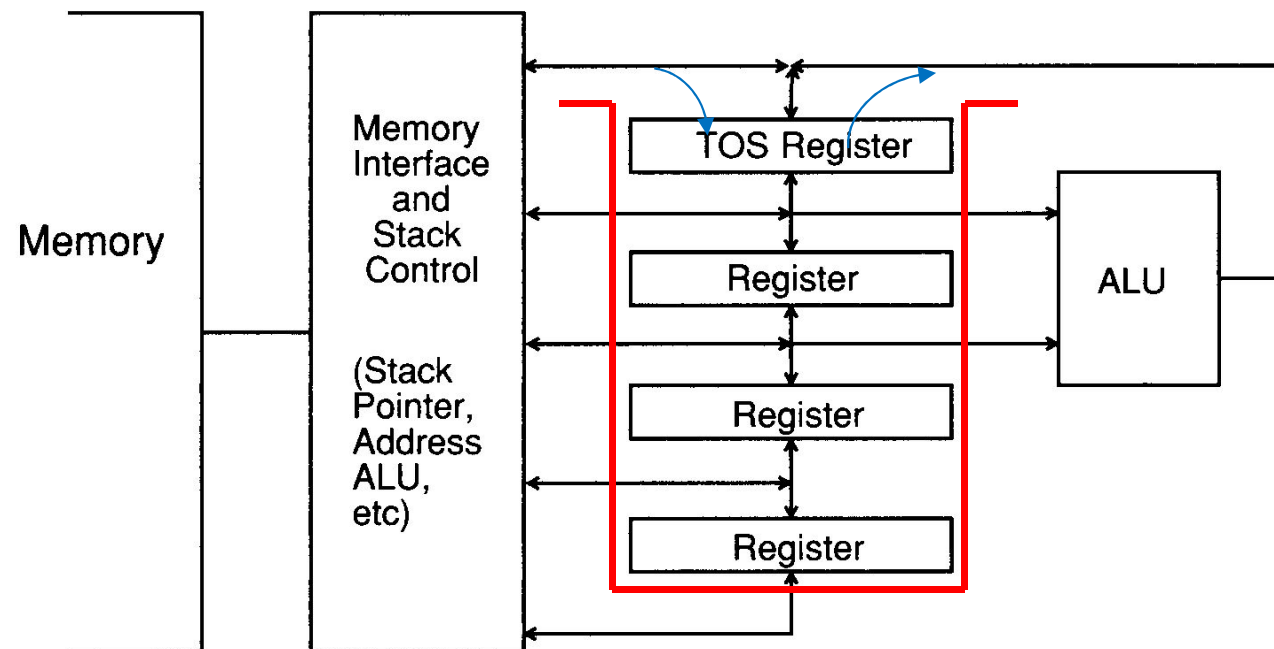 Memory
Memory
Interface
and
Stack
Control
(Stack
Pointer,
Address
ALU,
etc)
TOS Register
Register
Register
Register
ALU